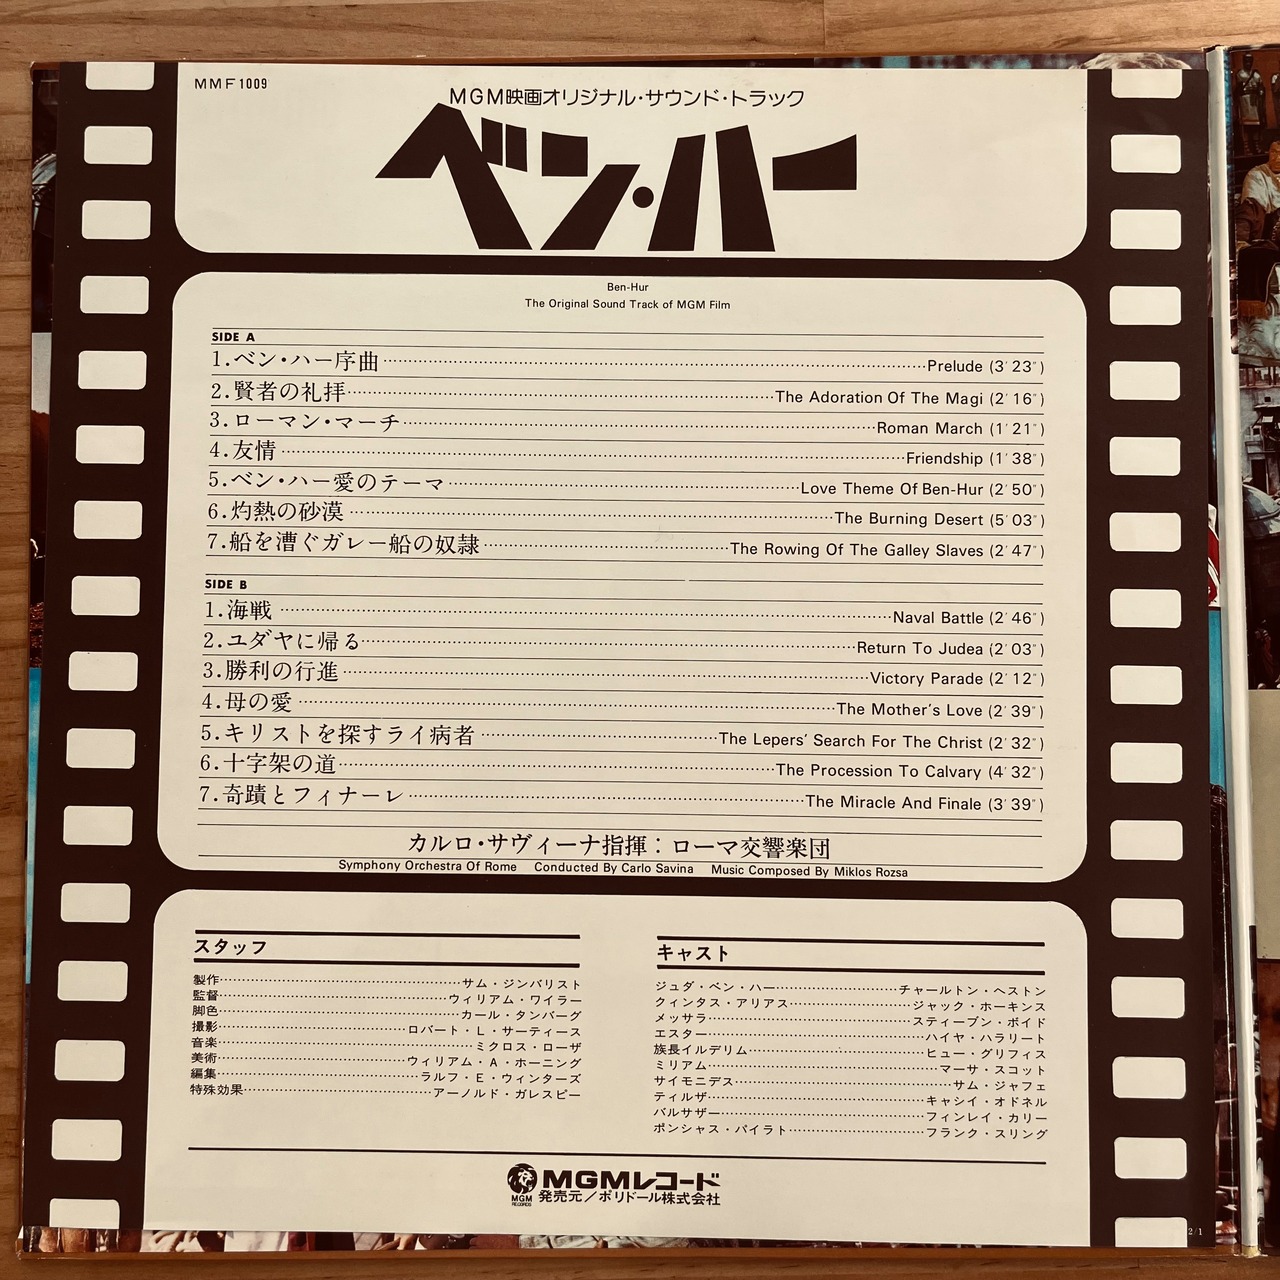 MMF1009
MGM映画オリジナル・サウンド・トラック
ベン・ハー
Ben-Hur
The Original Sound Track of MGM Film
SIDE A
1.ベン・ハー序曲 Prelude (3′23″)
2.賢者の礼拝 The Adoration Of The Magi (2′16″)
3.ローマン・マーチ Roman March (1′21″)
4.友情 Friendship (1′38″)
5.ベン・ハー愛のテーマ Love Theme Of Ben-Hur (2′50″)
6.灼熱の砂漠 The Burning Desert (5′03″)
7.船を漕ぐガレー船の奴隷 The Rowing Of The Galley Slaves (2′47″)
SIDE B
1.海戦 Naval Battle (2′46″)
2.ユダヤに帰る Return To Judea (2′03″)
3.勝利の行進 Victory Parade (2′12″)
4.母の愛 The Mother's Love (2′39″)
5.キリストを探すライ病者 The Lepers' Search For The Christ (2′32″)
6.十字架の道 The Procession To Calvary (4′32″)
7.奇蹟とフィナーレ The Miracle And Finale (3′39″)
カルロ・サヴィーナ指揮：ローマ交響楽団
Symphony Orchestra Of Rome Conducted By Carlo Savina Music Composed By Miklos Rozsa
スタッフ
製作 サム・ジンバリスト
監督 ウィリアム・ワイラー
脚色 カール・タンバーグ
撮影 ロバート・L・サーティース
音楽 ミクロス・ローザ
美術 ウィリアム・A・ホーニング
編集 ラルフ・E・ウィンターズ
特殊効果 アーノルド・ガレスピー
キャスト
ジュダ・ベン・ハー チャールトン・ヘストン
クィンタス・アリアス ジャック・ホーキンス
メッサラ スティーブン・ボイド
エスター ハイヤ・ハラリート
族長イルデリム ヒュー・グリフィス
ミリアム マーサ・スコット
サイモニデス サム・ジャフェ
ティルザ キャシイ・オドネル
バルサザー フィンレイ・カリー
ポンシャス・パイラト フランク・スリング
MGM RECORDS
MGMレコード
発売元／ポリドール株式会社
2/1